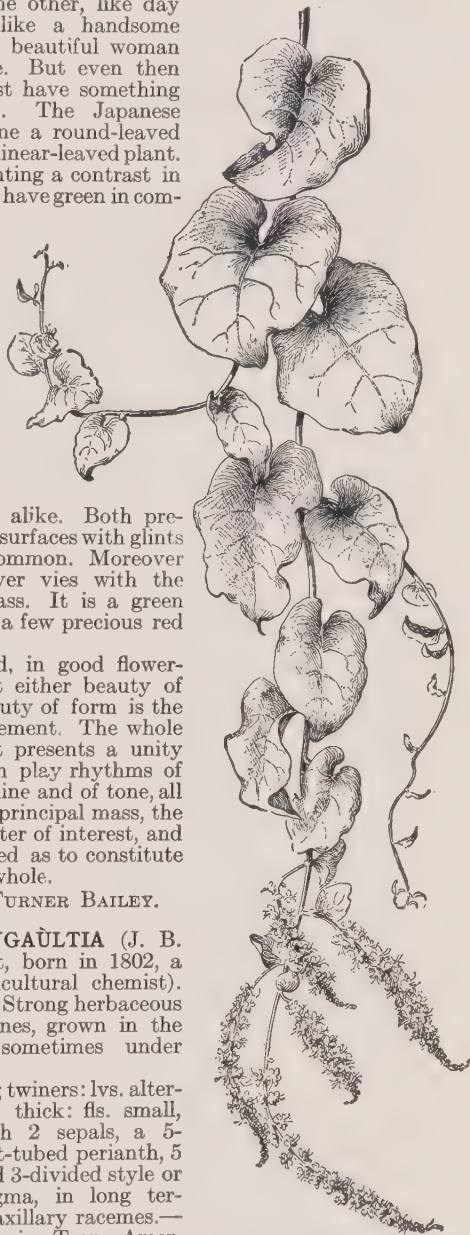 e other, like day
like a handsome
beautiful woman
e. But even then
st have something
. The Japanese
ne a round-leaved
linear-leaved plant.
nting a contrast in
have green in com-
alike. Both pre-
surfaces with glints
ommon. Moreover
ver vies with the
ass. It is a green
a few precious red
d, in good flower-
t either beauty of
uty of form is the
ement. The whole
t presents a unity
h play rhythms of
ine and of tone, all
principal mass, the
ter of interest, and
ed as to constitute
whole.
TURNER BAILEY.
GAÙLTIA (J. B.
t, born in 1802, a
icultural chemist).
Strong herbaceous
nes, grown in the
sometimes under
g twiners: lvs. alter-
thick: fls. small,
h 2 sepals, a 5-
t-tubed perianth, 5
d 3-divided style or
gma, in long ter-
axillary racemes.—